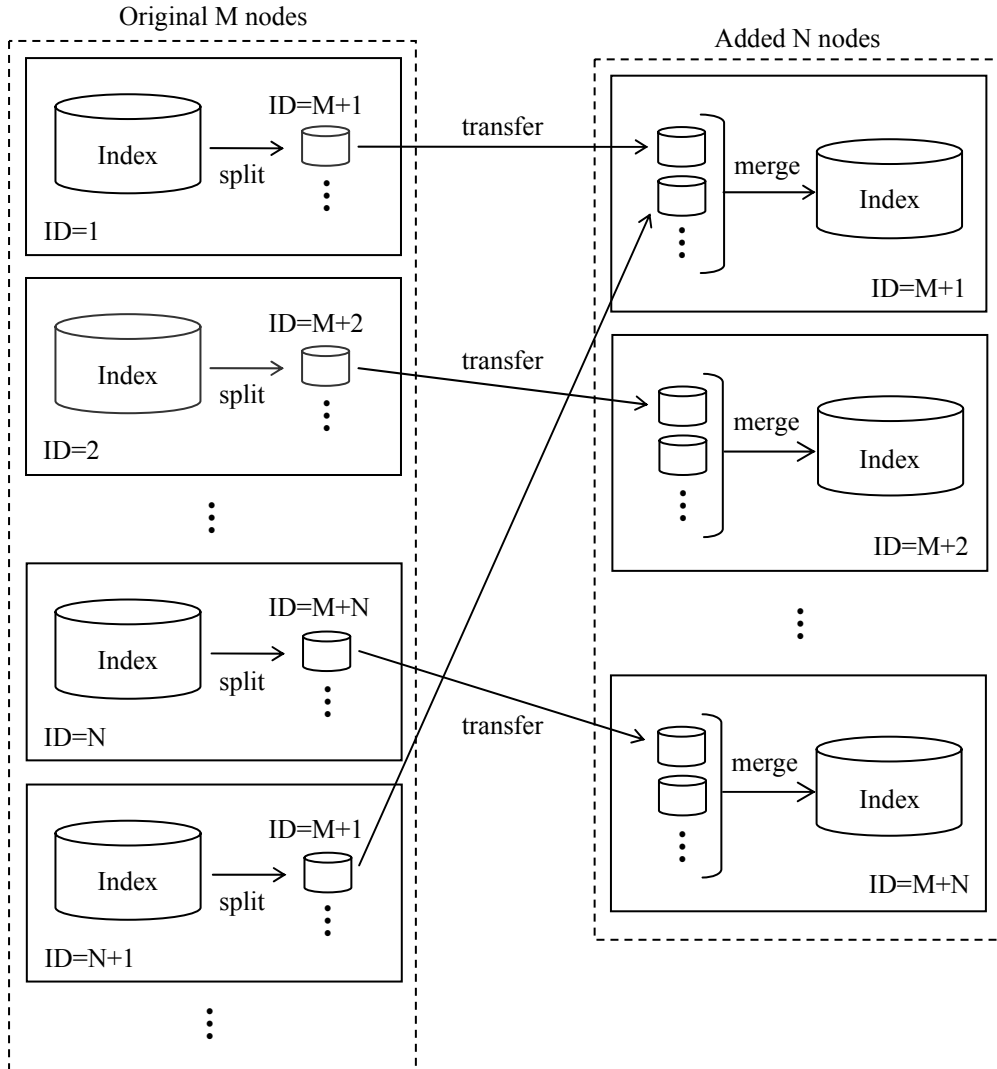 Original M nodes
Index
split
ID=M+1
ID=1
Index
split
ID=M+2
ID=2
Index
split
ID=M+N
ID=N
Index
split
ID=M+1
ID=N+1
transfer
transfer
transfer
Added N nodes
merge
Index
ID=M+1
merge
Index
ID=M+2
merge
Index
ID=M+N